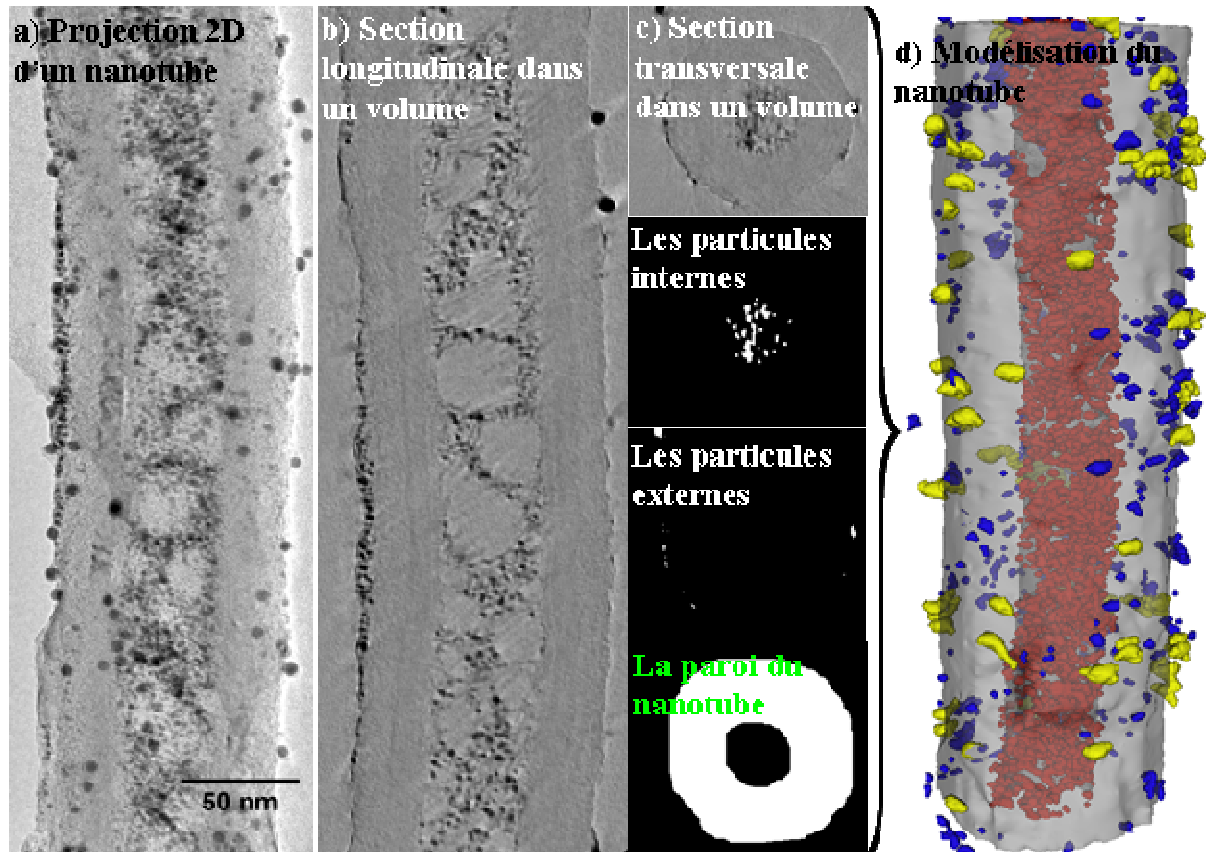 a) Projection 2D
d'un nanotube
b) Section
longitudinale dans
un volume
c) Section
transversale
dans un volume
Les particules
internes
Les particules
externes
La paroi du
nanotube
d) Modélisation du
nanotube
50 nm